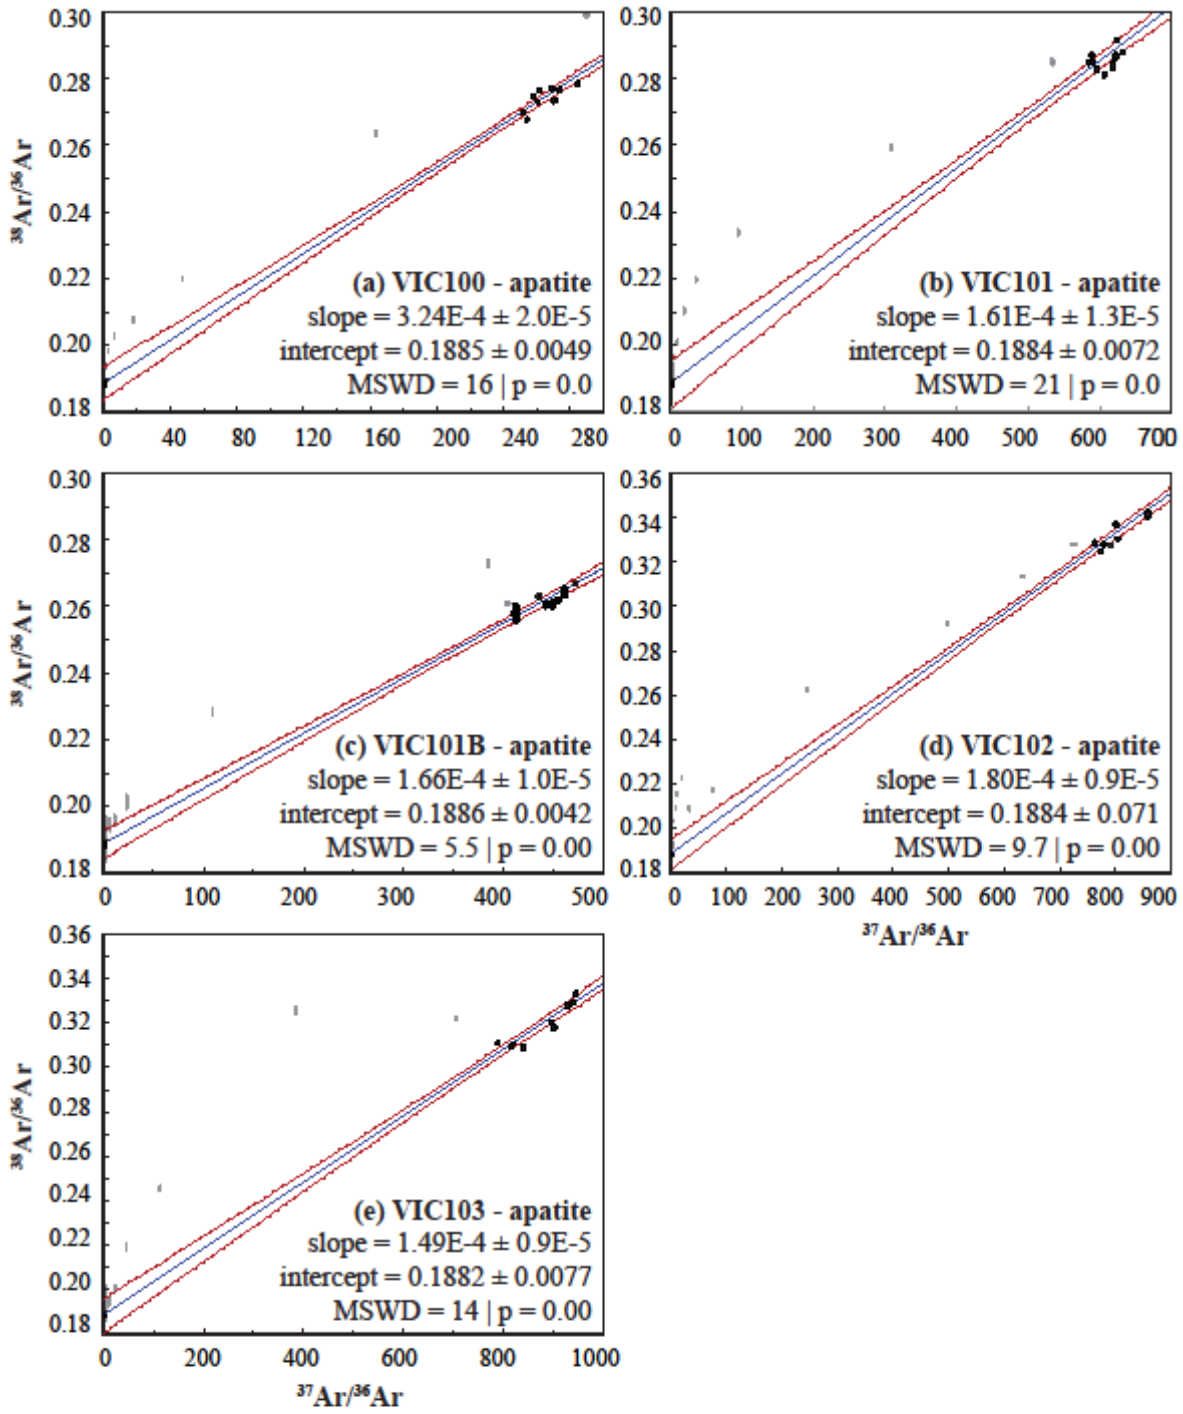 0.30
0.28
0.26
0.24
0.22
0.20
0.18
³⁸Ar/³⁶Ar
(a) VIC100 - apatite
slope = 3.24E-4 ± 2.0E-5
intercept = 0.1885 ± 0.0049
MSWD = 16 | p = 0.0
0 40 80 120 160 200 240 280
0.30
0.28
0.26
0.24
0.22
0.20
0.18
(b) VIC101 - apatite
slope = 1.61E-4 ± 1.3E-5
intercept = 0.1884 ± 0.0072
MSWD = 21 | p = 0.0
0 100 200 300 400 500 600 700
0.30
0.28
0.26
0.24
0.22
0.20
0.18
³⁸Ar/³⁶Ar
(c) VIC101B - apatite
slope = 1.66E-4 ± 1.0E-5
intercept = 0.1886 ± 0.0042
MSWD = 5.5 | p = 0.00
0 100 200 300 400 500
0.36
0.34
0.32
0.30
0.28
0.26
0.24
0.22
0.20
0.18
(d) VIC102 - apatite
slope = 1.80E-4 ± 0.9E-5
intercept = 0.1884 ± 0.071
MSWD = 9.7 | p = 0.00
0 100 200 300 400 500 600 700 800 900
³⁷Ar/³⁶Ar
0.36
0.34
0.32
0.30
0.28
0.26
0.24
0.22
0.20
0.18
³⁸Ar/³⁶Ar
(e) VIC103 - apatite
slope = 1.49E-4 ± 0.9E-5
intercept = 0.1882 ± 0.0077
MSWD = 14 | p = 0.00
0 200 400 600 800 1000
³⁷Ar/³⁶Ar